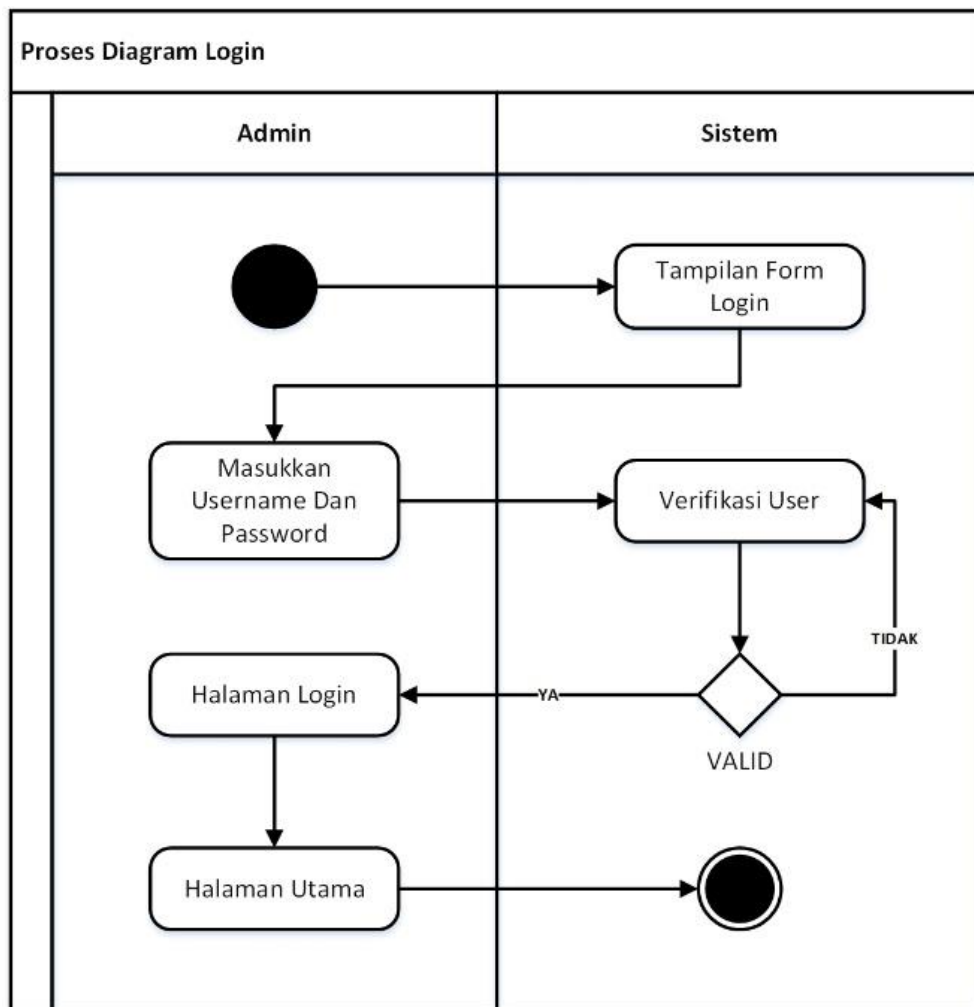 Proses Diagram Login
Admin
Sistem
Tampilan Form
Login
Masukkan
Username Dan
Password
Verifikasi User
TIDAK
Halaman Login
YA
VALID
Halaman Utama